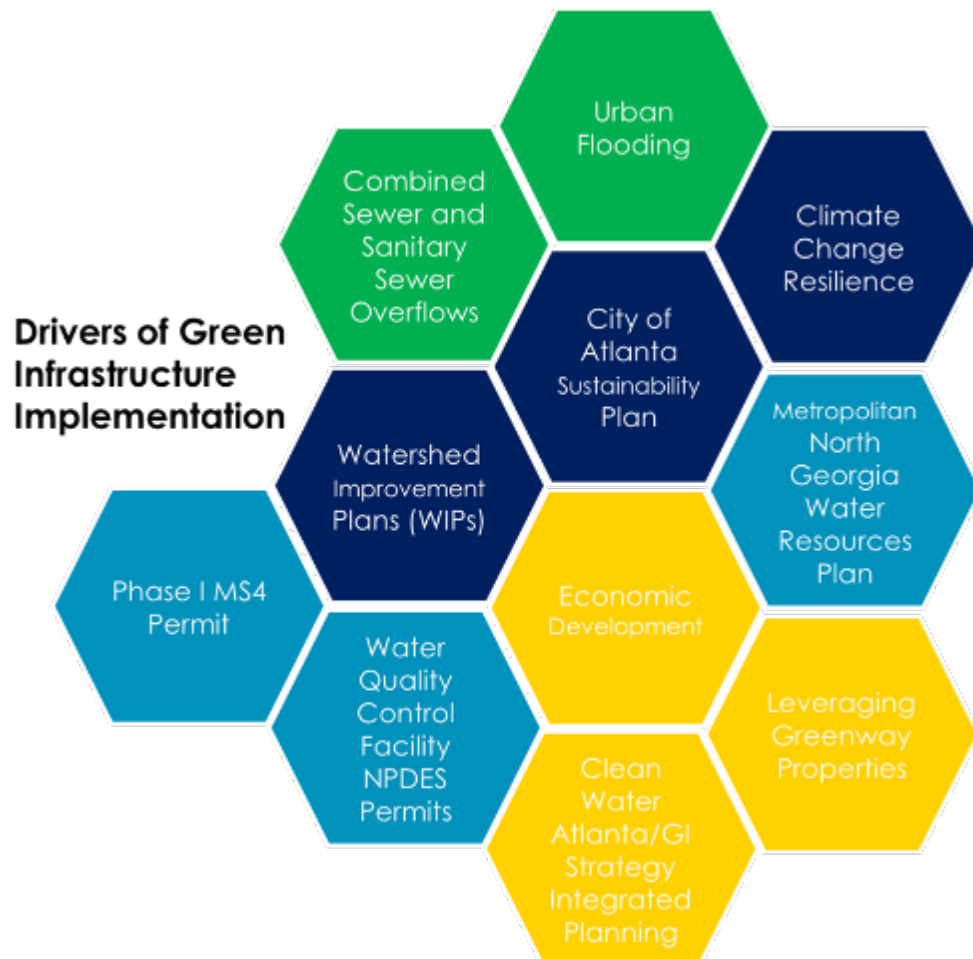 Urban
Flooding
Combined
Sewer and
Sanitary
Sewer
Overflows
Climate
Change
Resilience
City of
Atlanta
Sustainability
Plan
Drivers of Green
Infrastructure
Implementation
Watershed
Improvement
Plans (WIPs)
Metropolitan
North
Georgia
Water
Resources
Plan
Phase I MS4
Permit
Economic
Development
Water
Quality
Control
Facility
NPDES
Permits
Leveraging
Greenway
Properties
Clean
Water
Atlanta/GI
Strategy
Integrated
Planning